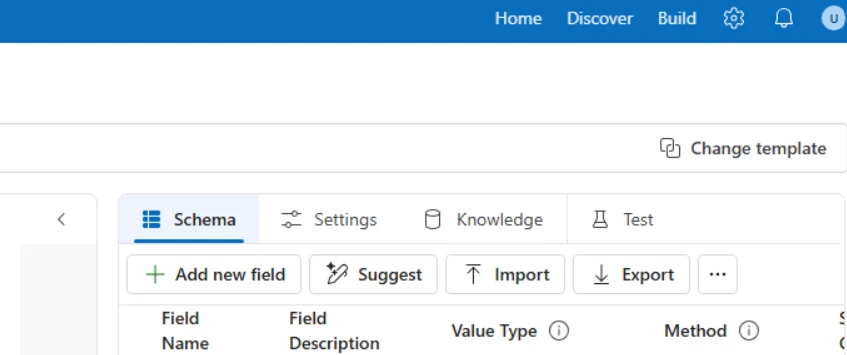 Home Discover Build U
Change template
Schema Settings Knowledge Test
Add new field Suggest Import Export ...
Field Name Field Description Value Type Method